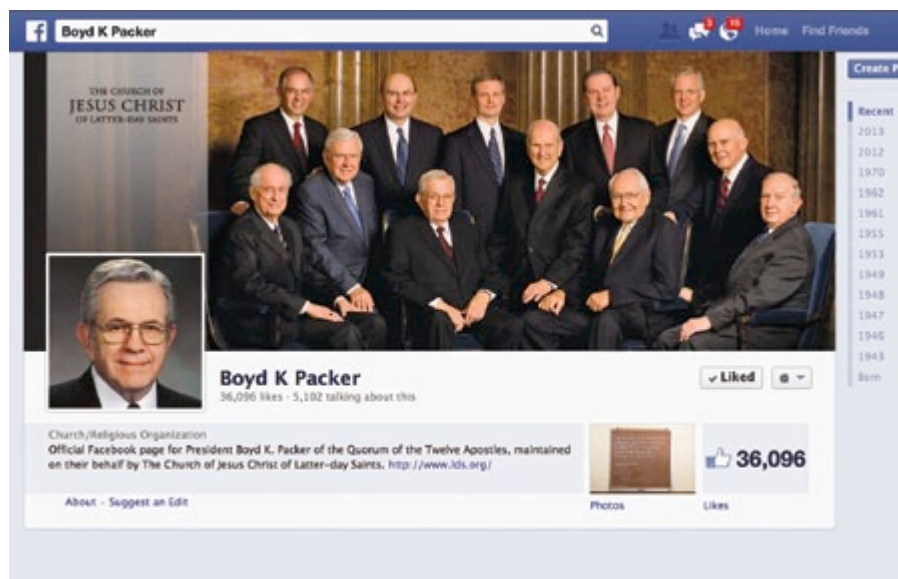 f
Boyd K Packer
3
15
Home
Find Friends
THE CHURCH OF
JESUS CHRIST
OF LATTER-DAY SAINTS
Create P
Recent
2013
2012
1970
1962
1961
1955
1953
1949
1948
1947
1946
1943
Born
Boyd K Packer
36,096 likes · 5,102 talking about this
Liked
Church/Religious Organization
Official Facebook page for President Boyd K. Packer of the Quorum of the Twelve Apostles, maintained
on their behalf by The Church of Jesus Christ of Latter-day Saints. http://www.lds.org/
36,096
About - Suggest an Edit
Photos
Likes